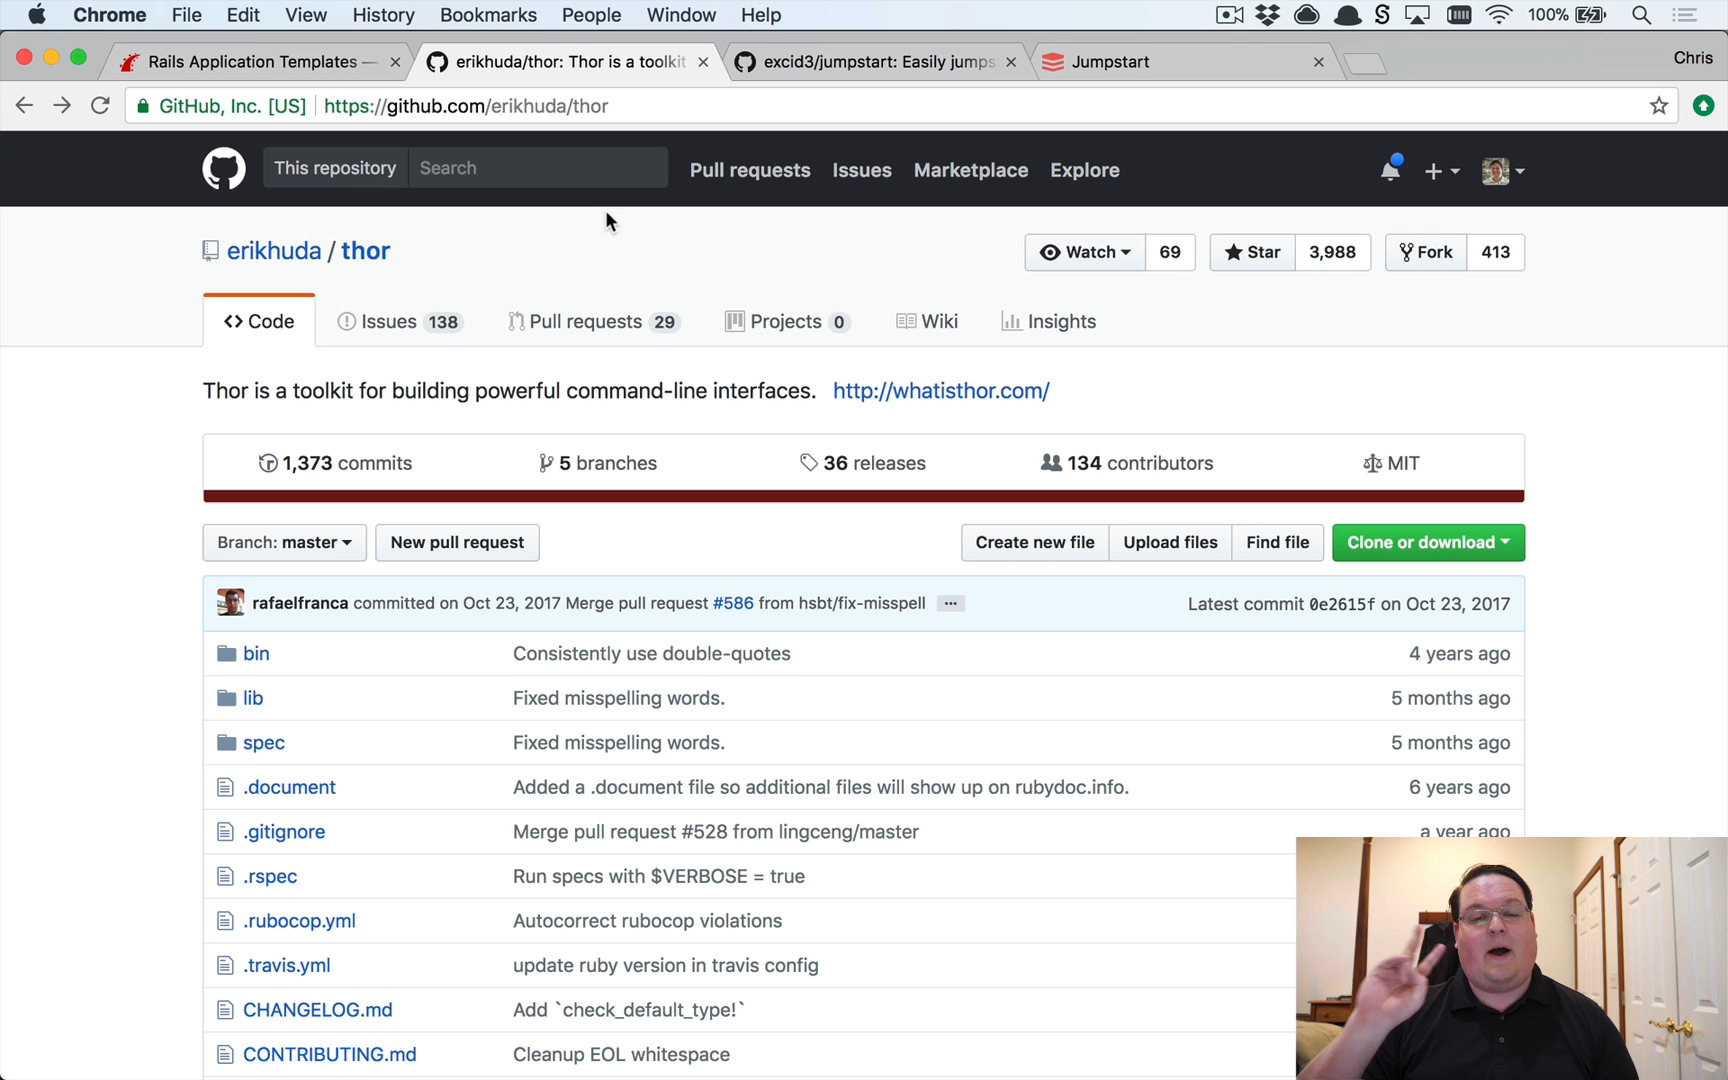 Chrome File Edit View History Bookmarks People Window Help 100%
Rails Application Templates — erikhuda/thor: Thor is a toolkit excid3/jumpstart: Easily jumps Jumpstart Chris
GitHub, Inc. [US] https://github.com/erikhuda/thor
This repository Search Pull requests Issues Marketplace Explore
erikhuda / thor Watch 69 Star 3,988 Fork 413
Code Issues 138 Pull requests 29 Projects 0 Wiki Insights
Thor is a toolkit for building powerful command-line interfaces. http://whatisthor.com/
1,373 commits 5 branches 36 releases 134 contributors MIT
Branch: master New pull request Create new file Upload files Find file Clone or download
rafaelfranca committed on Oct 23, 2017 Merge pull request #586 from hsbt/fix-misspell ... Latest commit 0e2615f on Oct 23, 2017
bin Consistently use double-quotes 4 years ago
lib Fixed misspelling words. 5 months ago
spec Fixed misspelling words. 5 months ago
.document Added a .document file so additional files will show up on rubydoc.info. 6 years ago
.gitignore Merge pull request #528 from lingceng/master a year ago
.rspec Run specs with $VERBOSE = true
.rubocop.yml Autocorrect rubocop violations
.travis.yml update ruby version in travis config
CHANGELOG.md Add `check_default_type!`
CONTRIBUTING.md Cleanup EOL whitespace